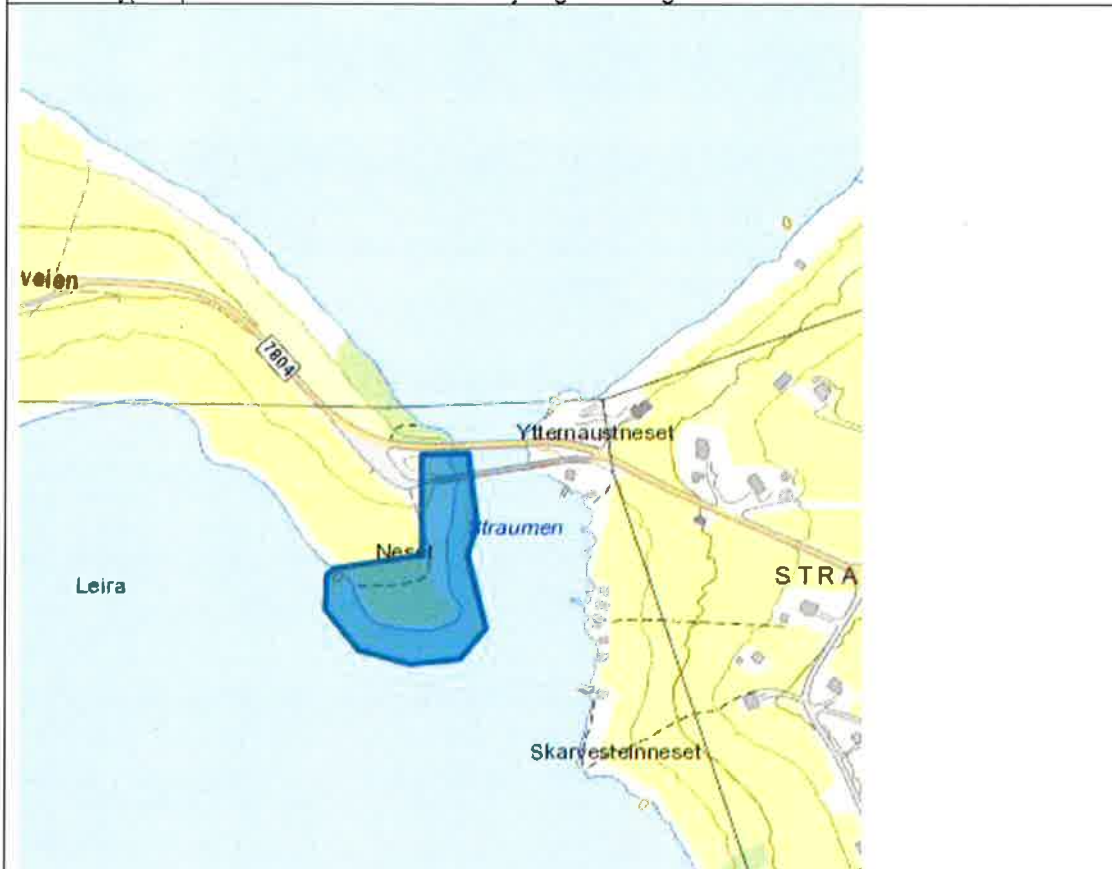 veien
7804
Ytternaustneset
Straumen
Neset
Leira
STRA
Skarvesteinneset